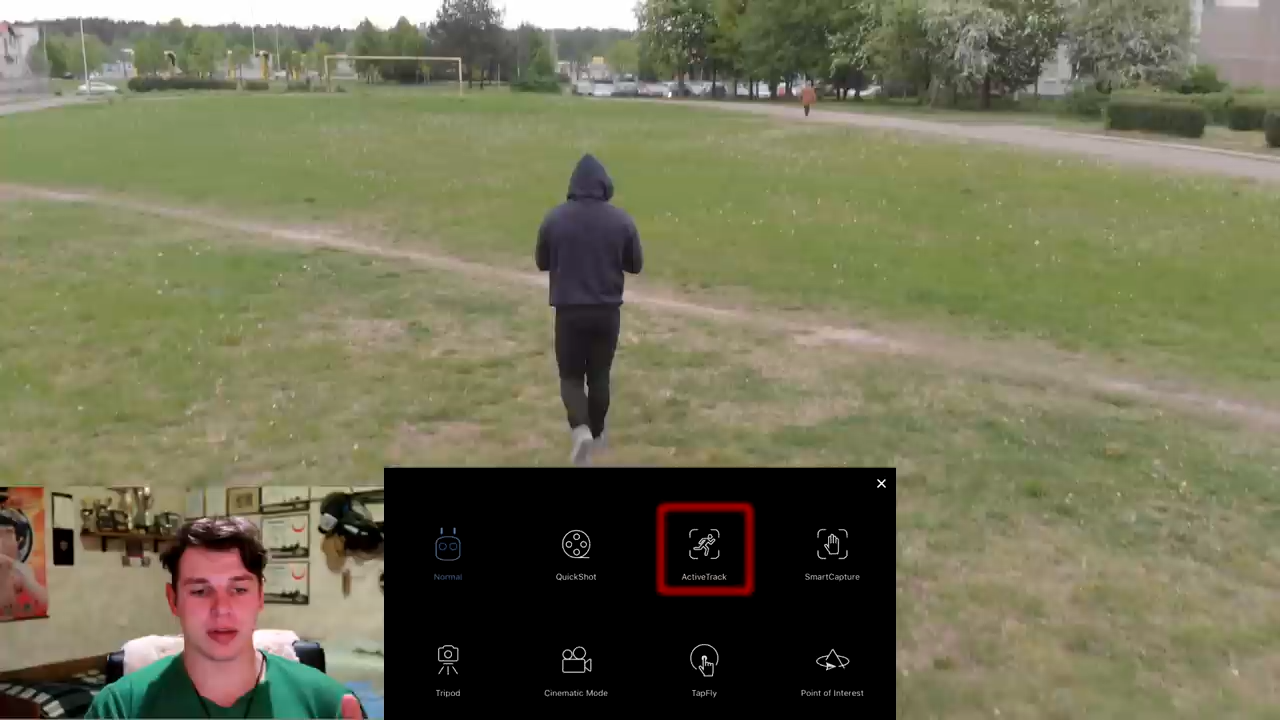 Normal
QuickShot
ActiveTrack
SmartCapture
Tripod
Cinematic Mode
TapFly
Point of Interest